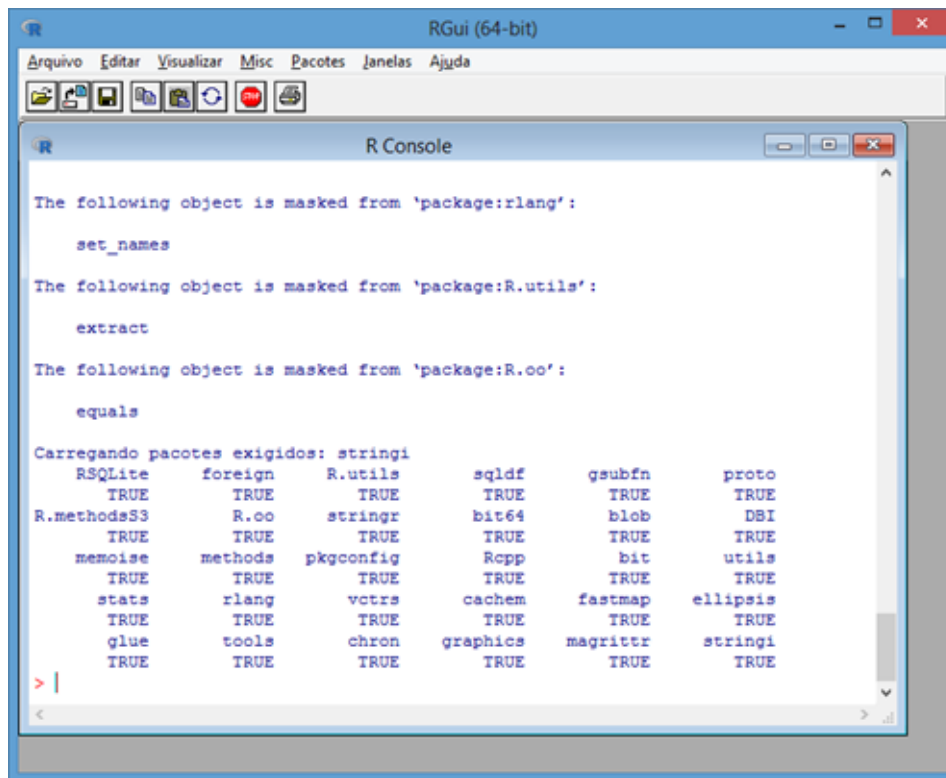 RGui (64-bit)
Arquivo Editar Visualizar Misc Pacotes Janelas Ajuda
STOP
R Console
The following object is masked from ‘package:rlang’:
set_names
The following object is masked from ‘package:R.utils’:
extract
The following object is masked from ‘package:R.oo’:
equals
Carregando pacotes exigidos: stringi
RSQLite foreign R.utils sqldf gsubfn proto
TRUE TRUE TRUE TRUE TRUE TRUE
R.methodsS3 R.oo stringr bit64 blob DBI
TRUE TRUE TRUE TRUE TRUE TRUE
memoise methods pkgconfig Rcpp bit utils
TRUE TRUE TRUE TRUE TRUE TRUE
stats rlang vctrs cachem fastmap ellipsis
TRUE TRUE TRUE TRUE TRUE TRUE
glue tools chron graphics magrittr stringi
TRUE TRUE TRUE TRUE TRUE TRUE
>